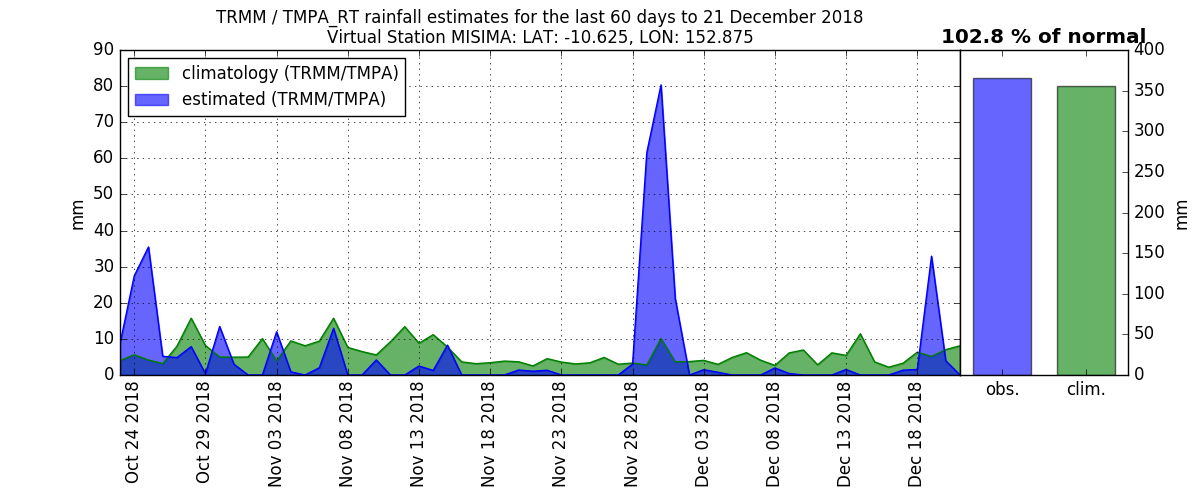 TRMM / TMPA_RT rainfall estimates for the last 60 days to 21 December 2018
Virtual Station MISIMA: LAT: -10.625, LON: 152.875
102.8 % of normal
climatology (TRMM/TMPA)
estimated (TRMM/TMPA)
90
80
70
60
50
40
30
20
10
0
mm
400
350
300
250
200
150
100
50
0
mm
Oct 24 2018
Oct 29 2018
Nov 03 2018
Nov 08 2018
Nov 13 2018
Nov 18 2018
Nov 23 2018
Nov 28 2018
Dec 03 2018
Dec 08 2018
Dec 13 2018
Dec 18 2018
obs.
clim.